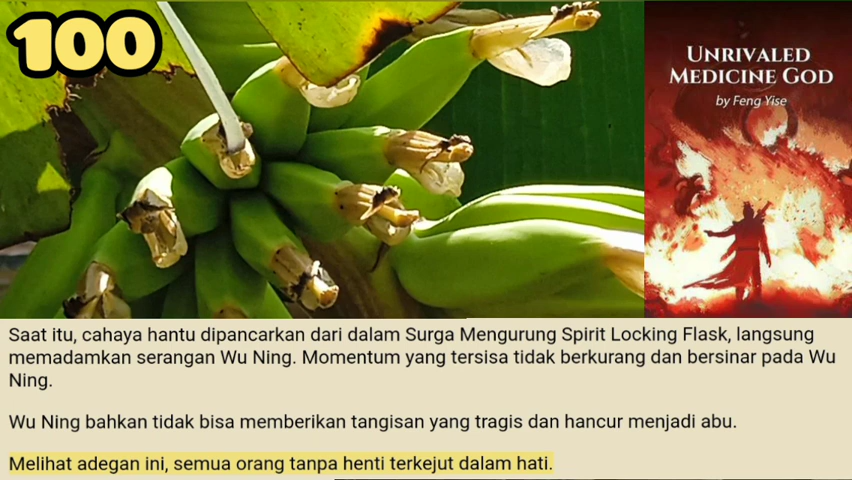 100
UNRIVALED
MEDICINE GOD
by Feng Yise
Saat itu, cahaya hantu dipancarkan dari dalam Surga Mengurung Spirit Locking Flask, langsung
memadamkan serangan Wu Ning. Momentum yang tersisa tidak berkurang dan bersinar pada Wu
Ning.
Wu Ning bahkan tidak bisa memberikan tangisan yang tragis dan hancur menjadi abu.
Melihat adegan ini, semua orang tanpa henti terkejut dalam hati.